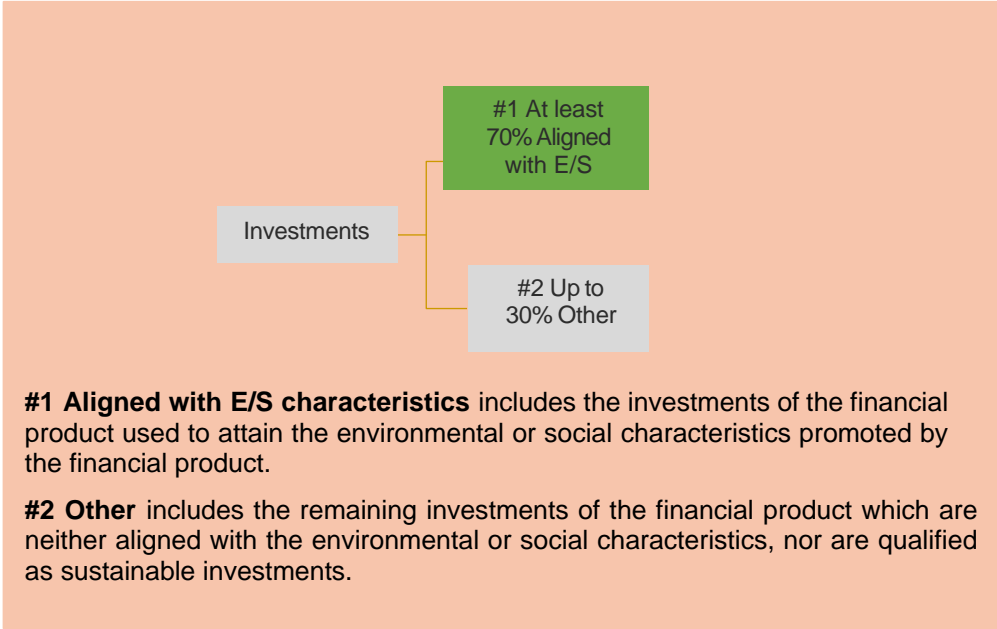 #1 At least
70% Aligned
with E/S
Investments
#2 Up to
30% Other
#1 Aligned with E/S characteristics includes the investments of the financial
product used to attain the environmental or social characteristics promoted by
the financial product.
#2 Other includes the remaining investments of the financial product which are
neither aligned with the environmental or social characteristics, nor are qualified
as sustainable investments.